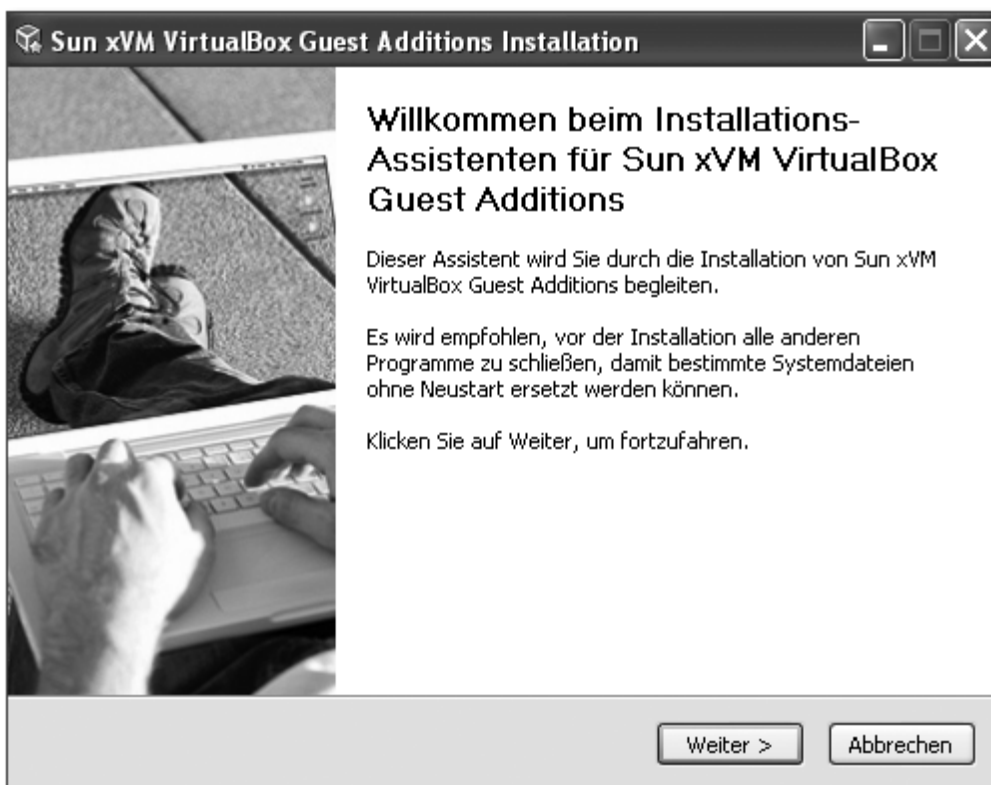 Sun xVM VirtualBox Guest Additions Installation
Willkommen beim Installations-
Assistenten für Sun xVM VirtualBox
Guest Additions
Dieser Assistent wird Sie durch die Installation von Sun xVM
VirtualBox Guest Additions begleiten.
Es wird empfohlen, vor der Installation alle anderen
Programme zu schließen, damit bestimmte Systemdateien
ohne Neustart ersetzt werden können.
Klicken Sie auf Weiter, um fortzufahren.
Weiter >
Abbrechen